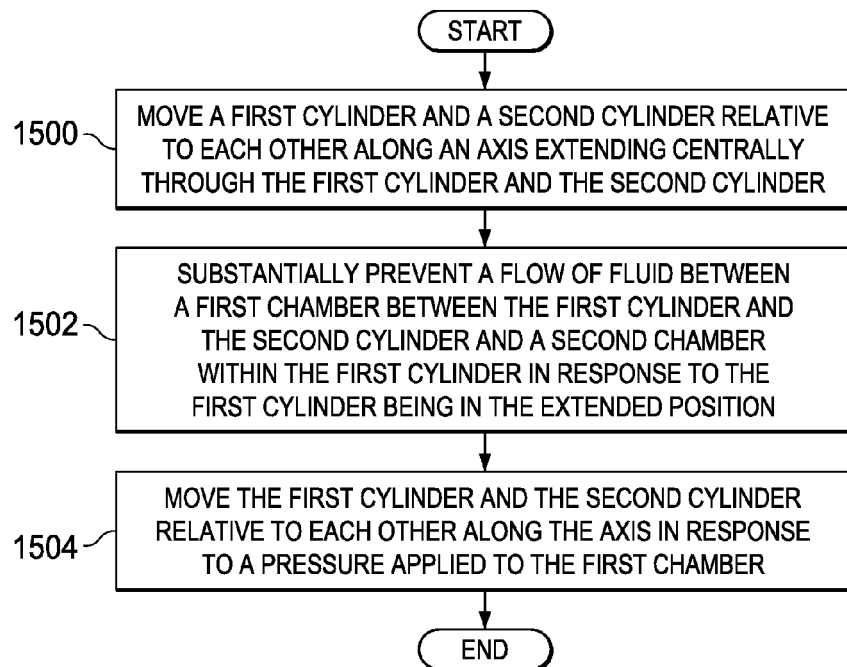 START
1500
MOVE A FIRST CYLINDER AND A SECOND CYLINDER RELATIVE
TO EACH OTHER ALONG AN AXIS EXTENDING CENTRALLY
THROUGH THE FIRST CYLINDER AND THE SECOND CYLINDER
1502
SUBSTANTIALLY PREVENT A FLOW OF FLUID BETWEEN
A FIRST CHAMBER BETWEEN THE FIRST CYLINDER AND
THE SECOND CYLINDER AND A SECOND CHAMBER
WITHIN THE FIRST CYLINDER IN RESPONSE TO THE
FIRST CYLINDER BEING IN THE EXTENDED POSITION
1504
MOVE THE FIRST CYLINDER AND THE SECOND CYLINDER
RELATIVE TO EACH OTHER ALONG THE AXIS IN RESPONSE
TO A PRESSURE APPLIED TO THE FIRST CHAMBER
END